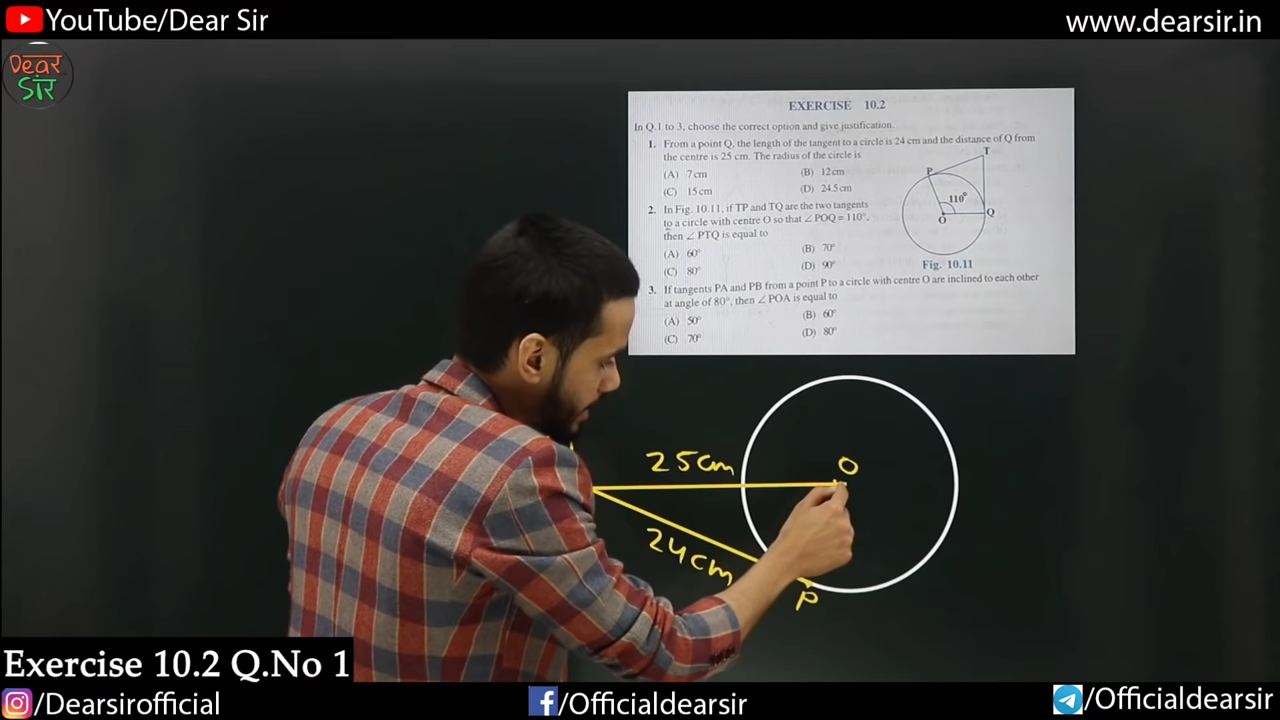 YouTube/Dear Sir
www.dearsir.in
Dear
सर
EXERCISE 10.2
In Q.1 to 3, choose the correct option and give justification.
1. From a point Q, the length of the tangent to a circle is 24 cm and the distance of Q from
the centre is 25 cm. The radius of the circle is
(A) 7 cm (B) 12 cm
(C) 15 cm (D) 24.5 cm
2. In Fig. 10.11, if TP and TQ are the two tangents
to a circle with centre O so that ∠ POQ = 110°,
then ∠ PTQ is equal to
(A) 60° (B) 70°
(C) 80° (D) 90°
T
P
110°
O
Q
Fig. 10.11
3. If tangents PA and PB from a point P to a circle with centre O are inclined to each other
at angle of 80°, then ∠ POA is equal to
(A) 50° (B) 60°
(C) 70° (D) 80°
25cm
O
24cm
P
Exercise 10.2 Q.No 1
/Dearsirofficial
/Officialdearsir
/Officialdearsir